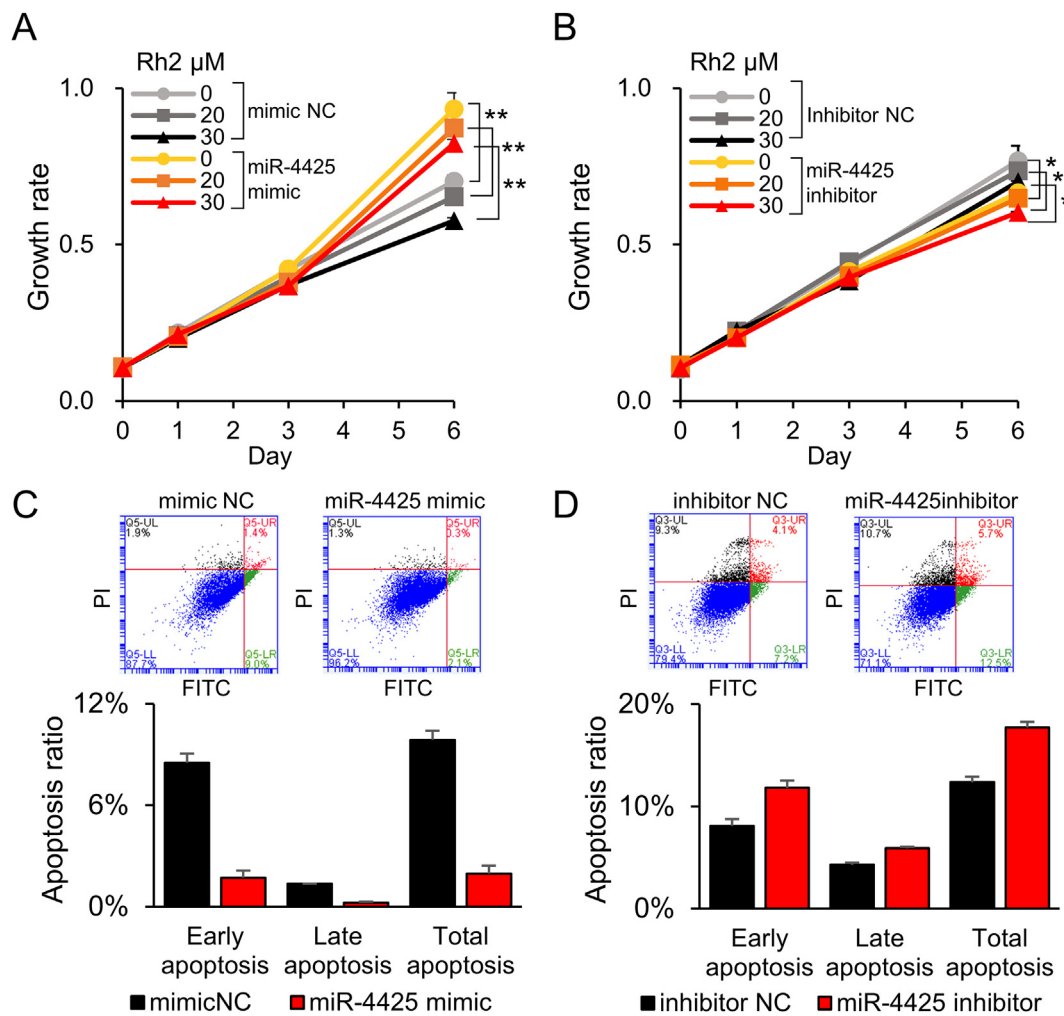 A
Rh2 μM
0
20
30
mimic NC
0
20
30
miR-4425
mimic
1.0
0.5
0.0
Growth rate
**
**
**
0 1 2 3 4 5 6
Day
B
Rh2 μM
0
20
30
Inhibitor NC
0
20
30
miR-4425
inhibitor
1.0
0.5
0.0
Growth rate
*
*
*
0 1 2 3 4 5 6
Day
C
mimic NC
Q5-UL
1.9%
Q5-UR
1.4%
Q5-LL
87.7%
Q5-LR
9.0%
PI
miR-4425 mimic
Q5-UL
1.3%
Q5-UR
0.3%
Q5-LL
96.2%
Q5-LR
2.1%
PI
FITC
12%
6%
0%
Apoptosis ratio
Early apoptosis
Late apoptosis
Total apoptosis
mimicNC
miR-4425 mimic
D
inhibitor NC
Q3-UL
9.3%
Q3-UR
4.1%
Q3-LL
79.4%
Q3-LR
7.2%
PI
FITC
miR-4425inhibitor
Q3-UL
10.7%
Q3-UR
5.7%
Q3-LL
71.1%
Q3-LR
12.5%
PI
FITC
20%
10%
0%
Apoptosis ratio
Early apoptosis
Late apoptosis
Total apoptosis
inhibitor NC
miR-4425 inhibitor